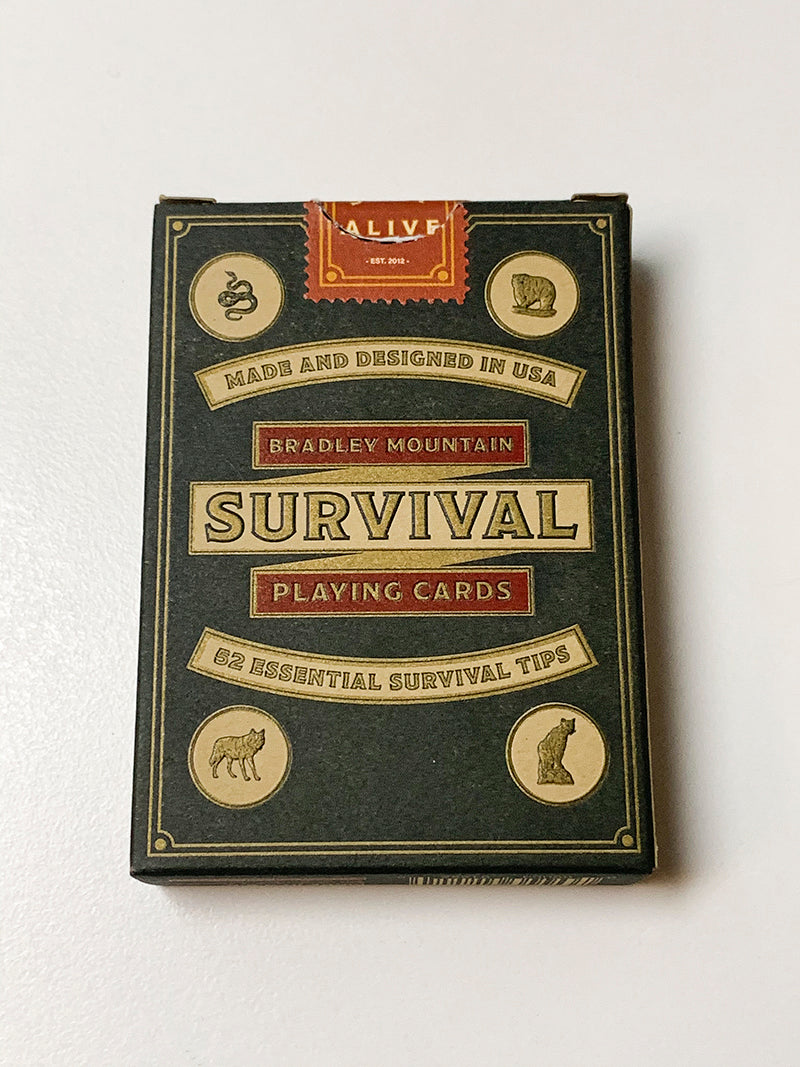 ALIVE
- EST. 2012 -
MADE AND DESIGNED IN USA
BRADLEY MOUNTAIN
SURVIVAL
PLAYING CARDS
52 ESSENTIAL SURVIVAL TIPS